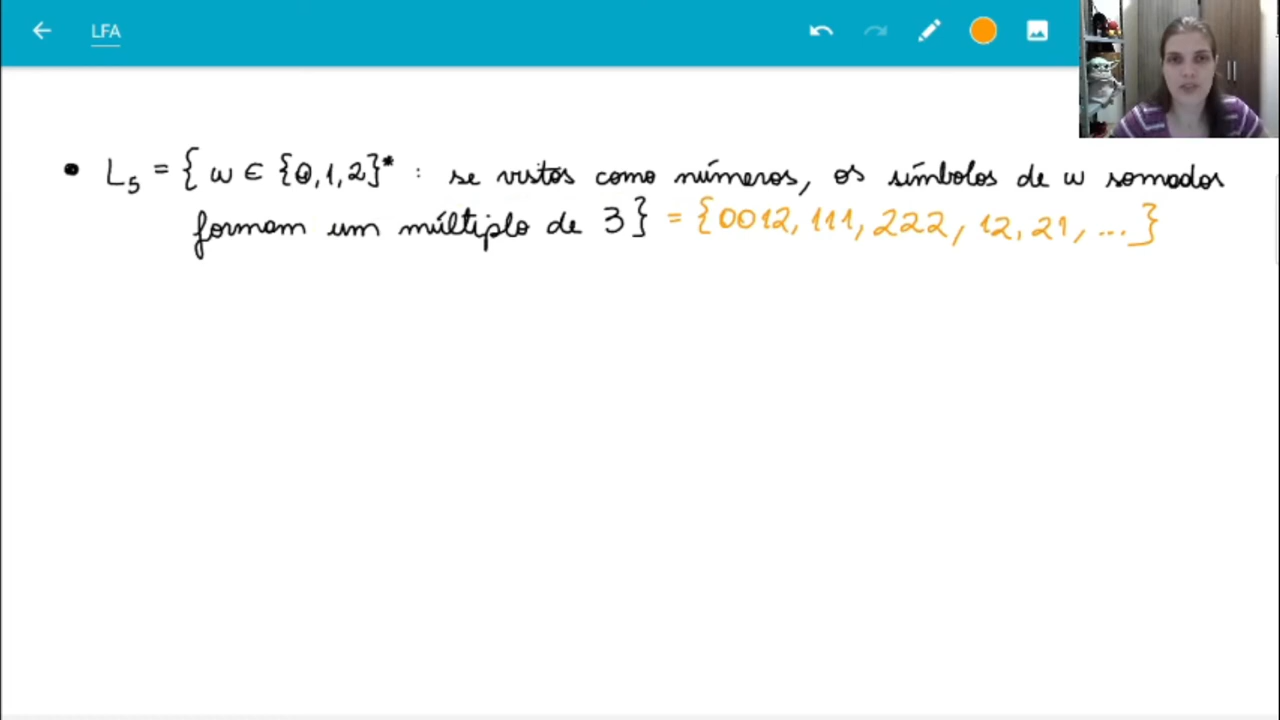 LFA
• L₅ = { w ∈ {0,1,2}* : se vistos como números, os símbolos de w somados
formam um múltiplo de 3 } = {0012, 111, 222, 12, 21, ... }